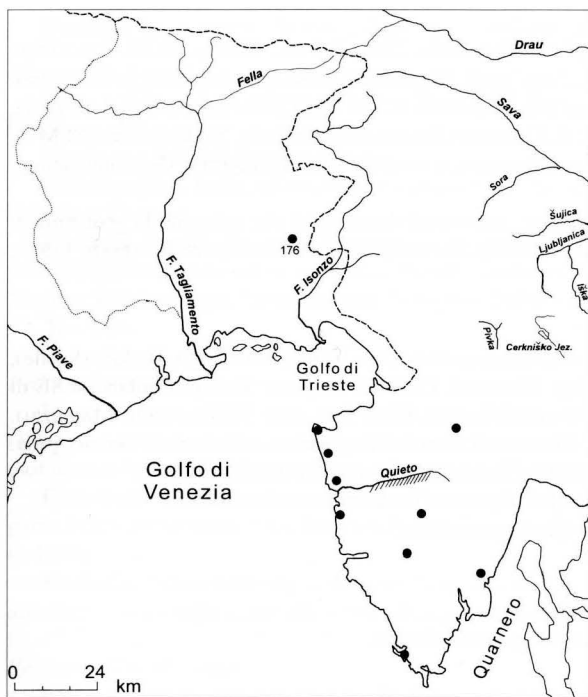 Drau
Fella
Sava
Sora
Šujica
Ljubljanica
Iška
176
F. Isonzo
F. Tagliamento
Pivka
Cerkniško Jez.
F. Piave
Golfo di
Trieste
Golfo di
Venezia
Quieto
Quarnero
0 24
km